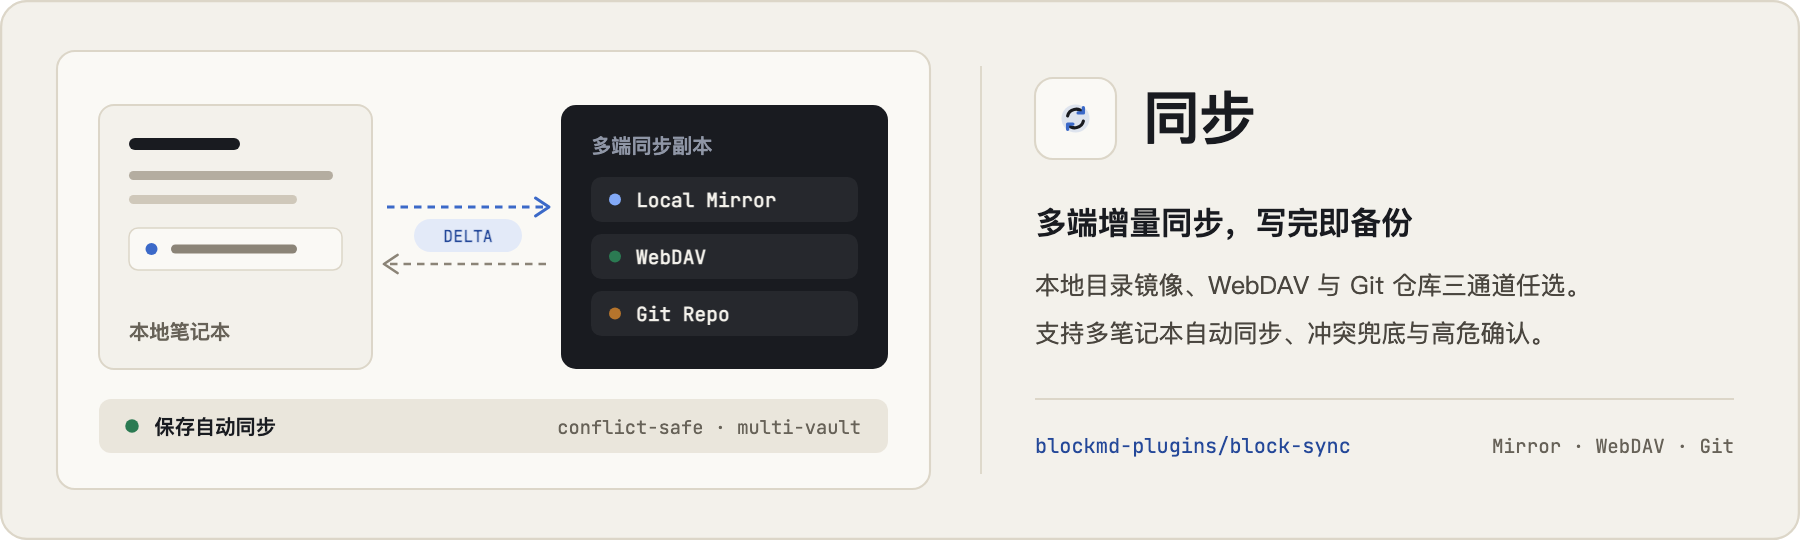 本地笔记本
DELTA
多端同步副本
Local Mirror
WebDAV
Git Repo
保存自动同步
conflict-safe · multi-vault
同步
多端增量同步，写完即备份
本地目录镜像、WebDAV 与 Git 仓库三通道任选。
支持多笔记本自动同步、冲突兜底与高危确认。
blockmd-plugins/block-sync
Mirror · WebDAV · Git